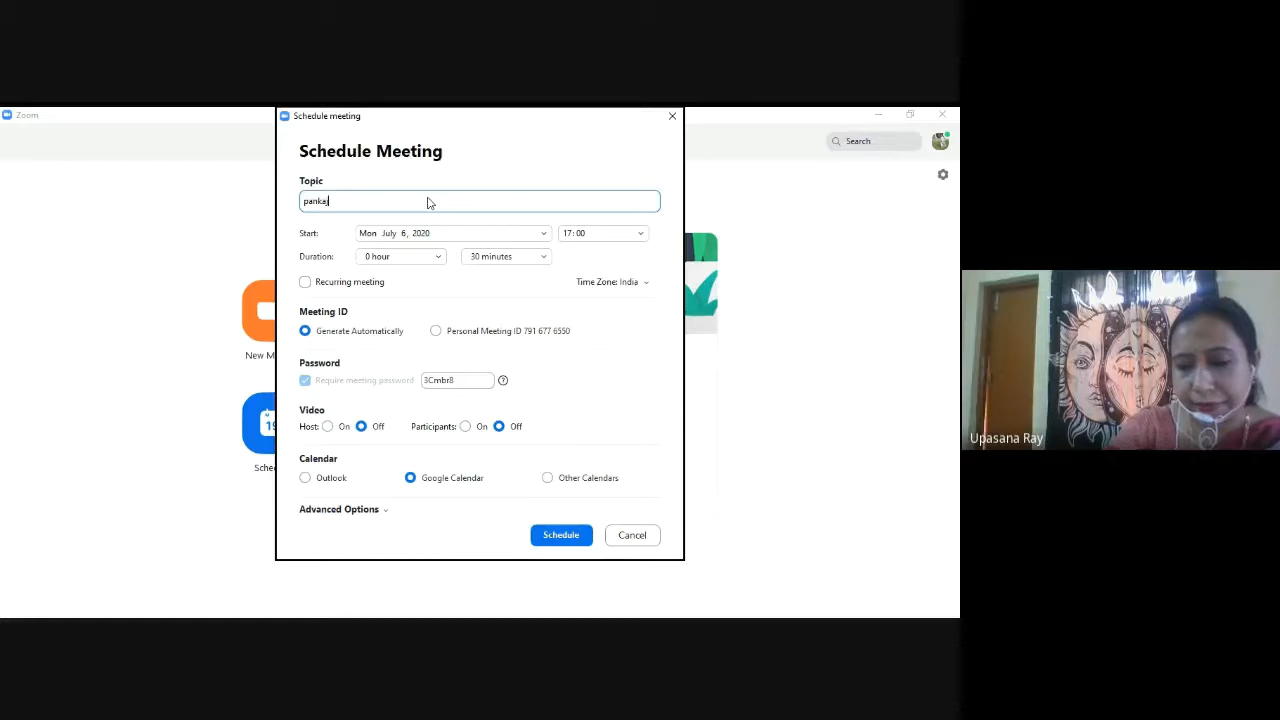 Zoom
Schedule meeting
Search
Schedule Meeting
Topic
pankaj
Start: Mon July 6, 2020 17:00
Duration: 0 hour 30 minutes
Recurring meeting Time Zone: India
Meeting ID
Generate Automatically Personal Meeting ID 791 677 6550
New M
Password
Require meeting password 3Cmbr8
Video
Host: On Off Participants: On Off
19
Upasana Ray
Calendar
Sche
Outlook Google Calendar Other Calendars
Advanced Options
Schedule Cancel